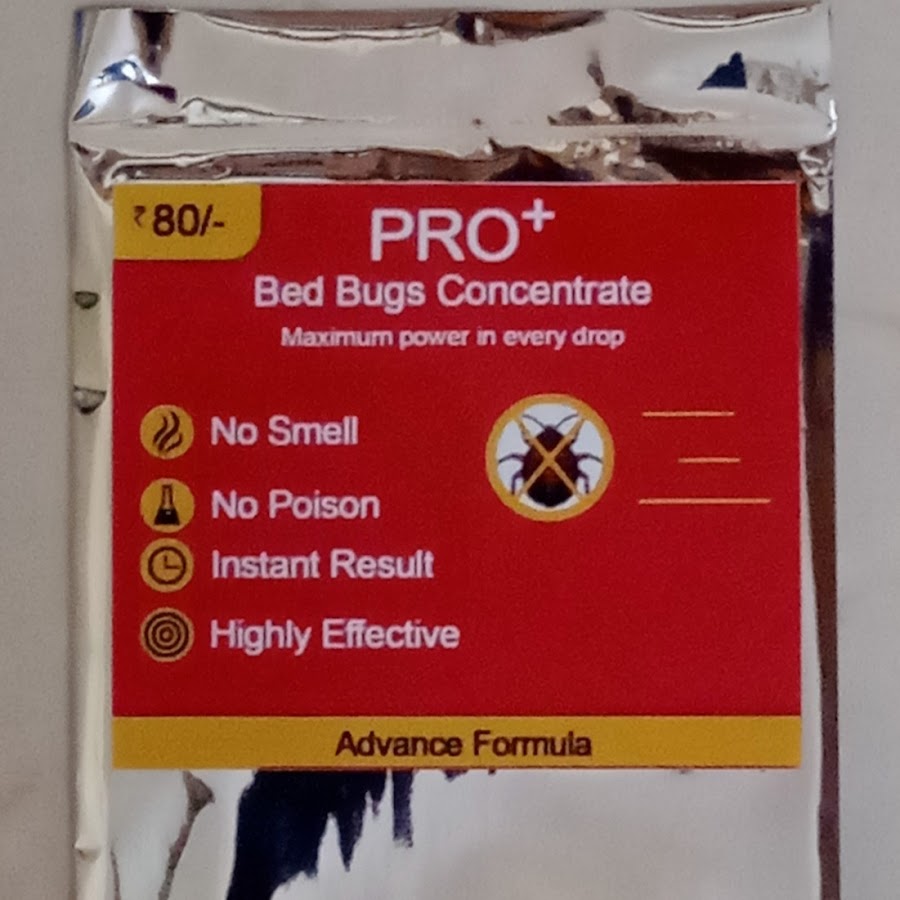 ₹80/-
PRO+
Bed Bugs Concentrate
Maximum power in every drop
No Smell
No Poison
Instant Result
Highly Effective
Advance Formula